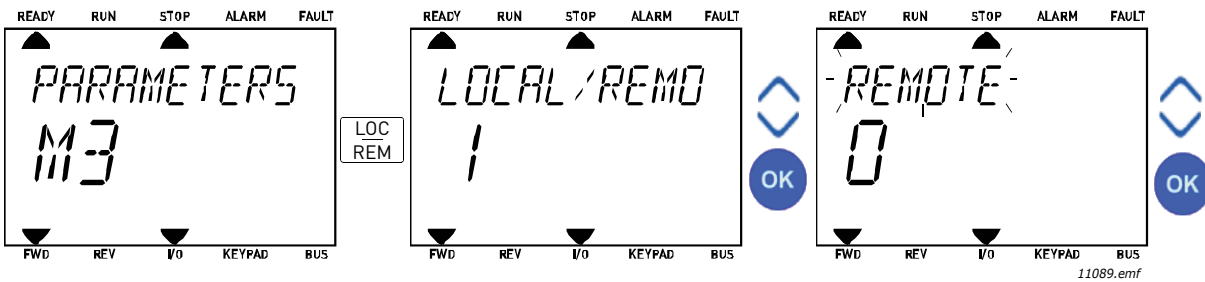 READY RUN STOP ALARM FAULT
PARAMETERS
M3
FWD REV I/O KEYPAD BUS
LOC
REM
READY RUN STOP ALARM FAULT
LOCAL/REMO
1
FWD REV I/O KEYPAD BUS
OK
READY RUN STOP ALARM FAULT
REMOTE
0
FWD REV I/O KEYPAD BUS
OK
11089.emf